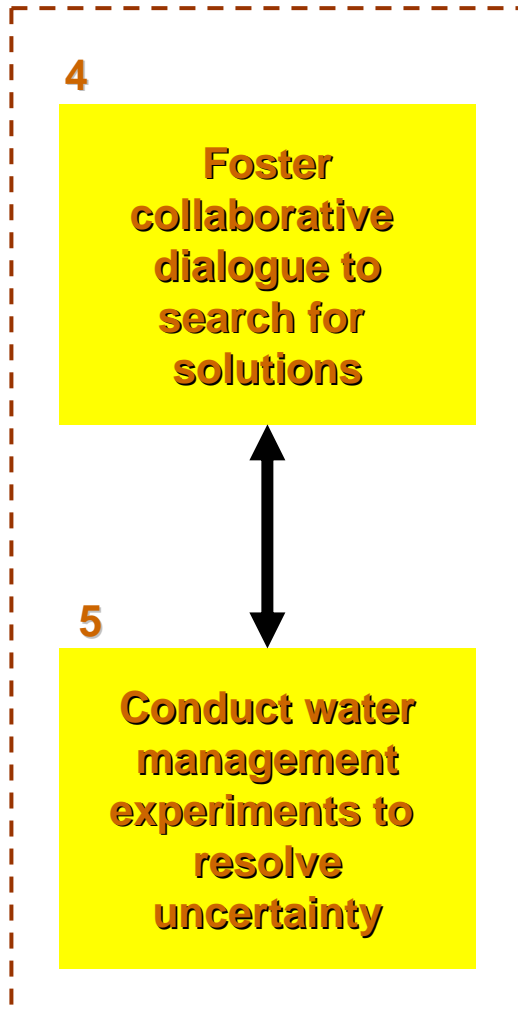 4
Foster
collaborative
dialogue to
search for
solutions
5
Conduct water
management
experiments to
resolve
uncertainty